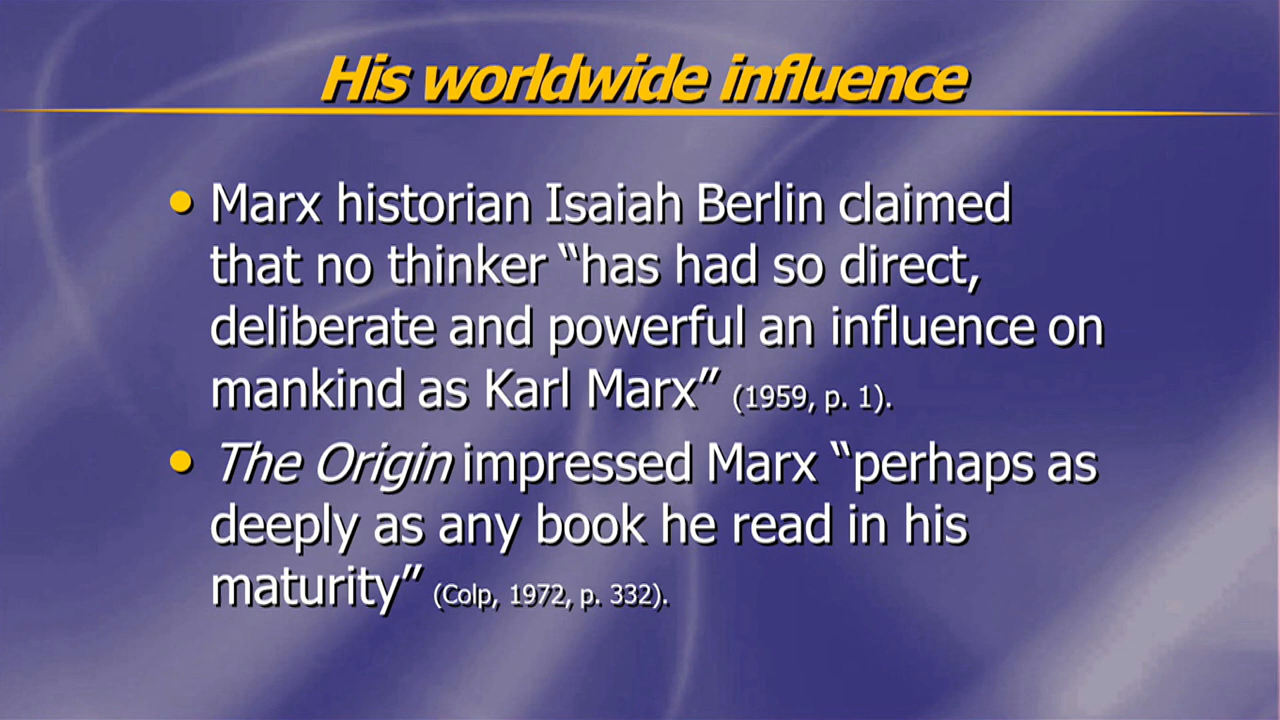 His worldwide influence
• Marx historian Isaiah Berlin claimed
that no thinker “has had so direct,
deliberate and powerful an influence on
mankind as Karl Marx” (1959, p. 1).
• The Origin impressed Marx “perhaps as
deeply as any book he read in his
maturity” (Colp, 1972, p. 332).